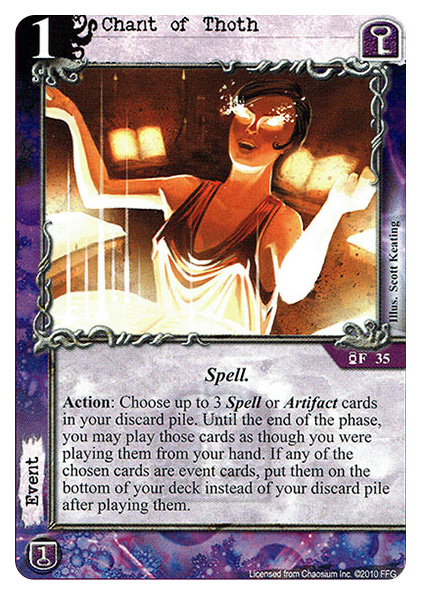 1
Chant of Thoth
Illus. Scott Keating
F 35
Spell.
Action: Choose up to 3 Spell or Artifact cards
in your discard pile. Until the end of the phase,
you may play those cards as though you were
playing them from your hand. If any of the
chosen cards are event cards, put them on the
bottom of your deck instead of your discard pile
after playing them.
Event
1
Licensed from Chaosium Inc. ©2010 FFG